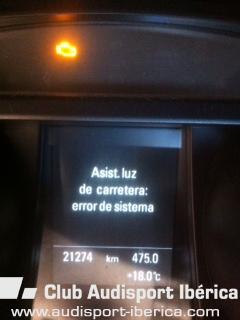 Asist. luz
de carretera:
error de sistema
21274 km 475.0
+18.0°C
Club Audisport Ibérica
www.audisport-iberica.com